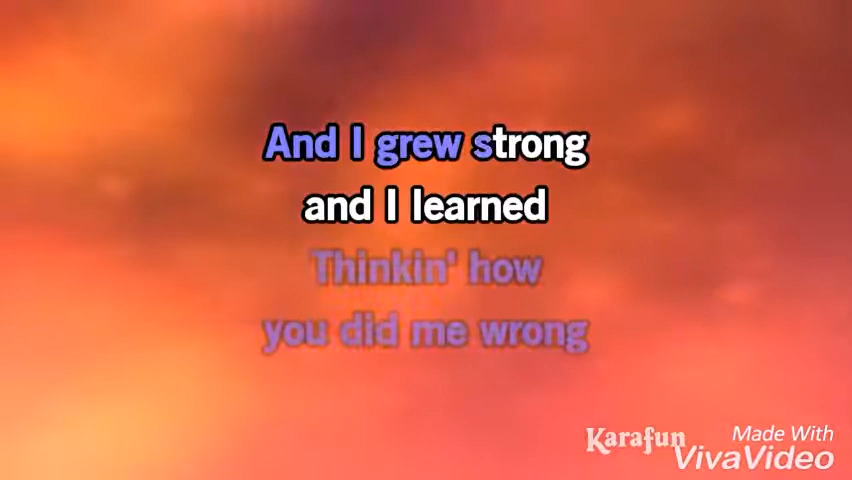 And I grew strong
and I learned
Thinkin' how
you did me wrong
Karafun
Made With
VivaVideo